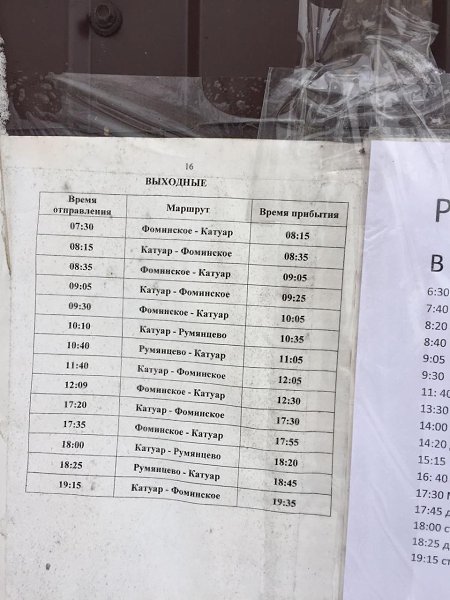 16
ВЫХОДНЫЕ
Время отправления Маршрут Время прибытия
07:30 Фоминское - Катуар 08:15
08:15 Катуар - Фоминское 08:35
08:35 Фоминское - Катуар 09:05
09:05 Катуар - Фоминское 09:25
09:30 Фоминское - Катуар 10:05
10:10 Катуар - Румянцево 10:35
10:40 Румянцево - Катуар 11:05
11:40 Катуар - Фоминское 12:05
12:09 Фоминское - Катуар 12:30
17:20 Катуар - Фоминское 17:30
17:35 Фоминское - Катуар 17:55
18:00 Катуар - Румянцево 18:20
18:25 Румянцево - Катуар 18:45
19:15 Катуар - Фоминское 19:35
Р
В
6:30
7:40
8:20
8:40
9:05
9:30
11: 40
13:30
14:00
14:20
15:15
16: 40
17:30
17:45 д
18:00 с
18:25 д
19:15 ст